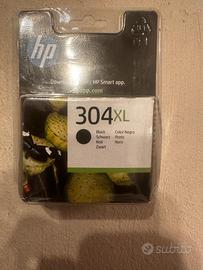 hp
HP Smart app.
304XL
Black
Schwarz
Noir
Zwart
Color Negro
Preto
Nero
subito